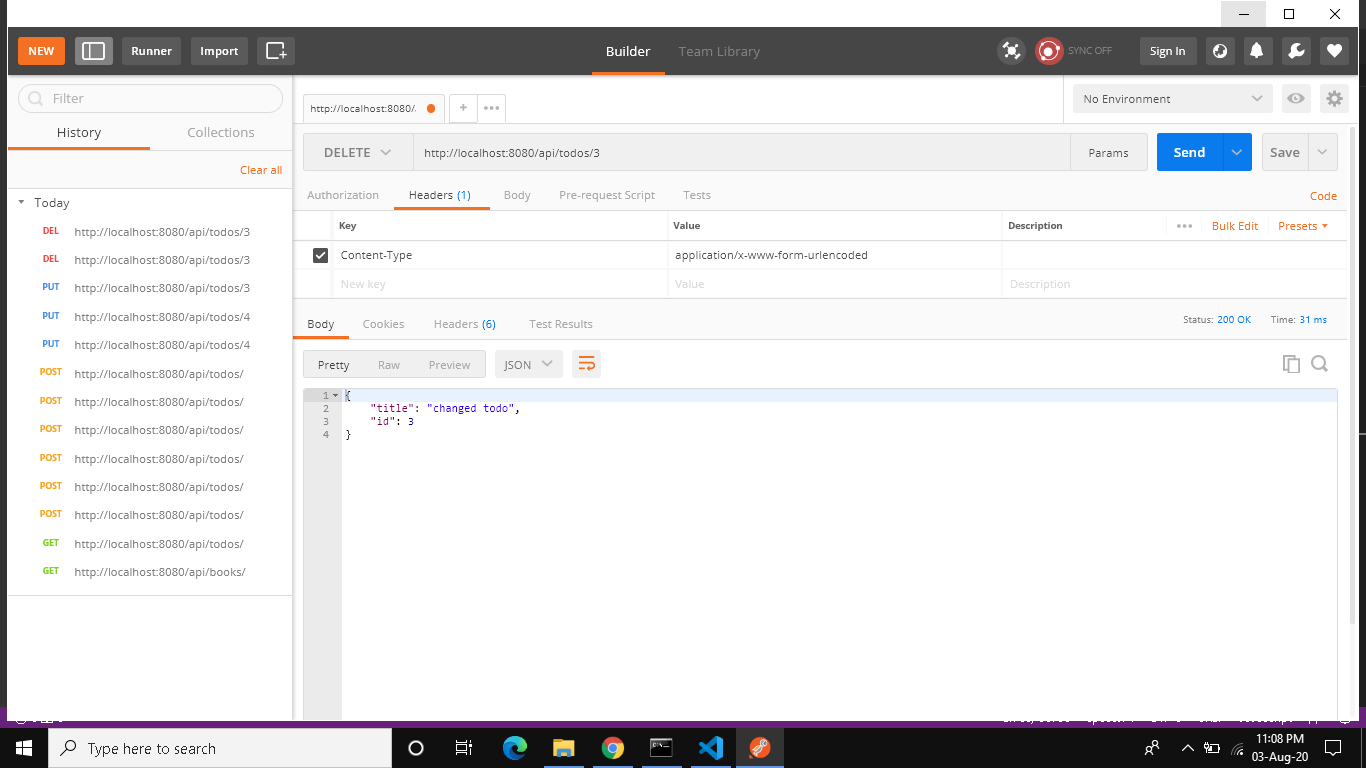 NEW Runner Import Builder Team Library SYNC OFF Sign In
Filter
History Collections
Clear all
Today
DEL http://localhost:8080/api/todos/3
DEL http://localhost:8080/api/todos/3
PUT http://localhost:8080/api/todos/3
PUT http://localhost:8080/api/todos/4
PUT http://localhost:8080/api/todos/4
POST http://localhost:8080/api/todos/
POST http://localhost:8080/api/todos/
POST http://localhost:8080/api/todos/
POST http://localhost:8080/api/todos/
POST http://localhost:8080/api/todos/
POST http://localhost:8080/api/todos/
GET http://localhost:8080/api/todos/
GET http://localhost:8080/api/books/
http://localhost:8080/ + ••• No Environment
DELETE http://localhost:8080/api/todos/3 Params Send Save
Authorization Headers (1) Body Pre-request Script Tests Code
Key Value Description ••• Bulk Edit Presets
Content-Type application/x-www-form-urlencoded
New key Value Description
Body Cookies Headers (6) Test Results Status: 200 OK Time: 31 ms
Pretty Raw Preview JSON
1 {
2 "title": "changed todo",
3 "id": 3
4 }
Type here to search
11:08 PM
03-Aug-20